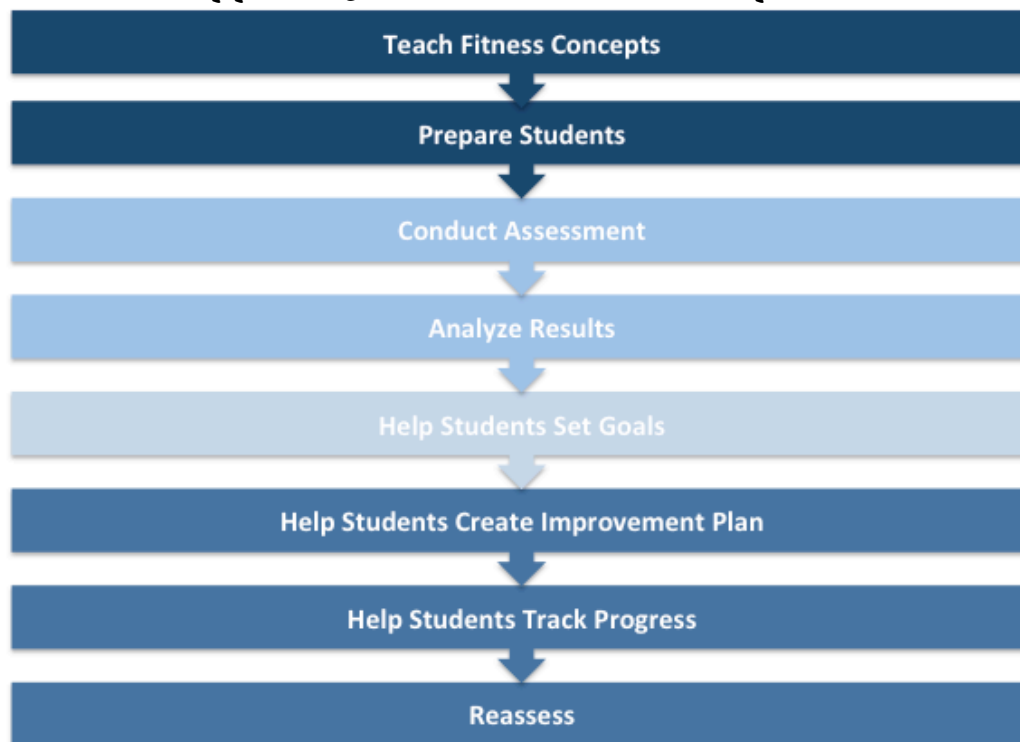 Teach Fitness Concepts
Prepare Students
Conduct Assessment
Analyze Results
Help Students Set Goals
Help Students Create Improvement Plan
Help Students Track Progress
Reassess